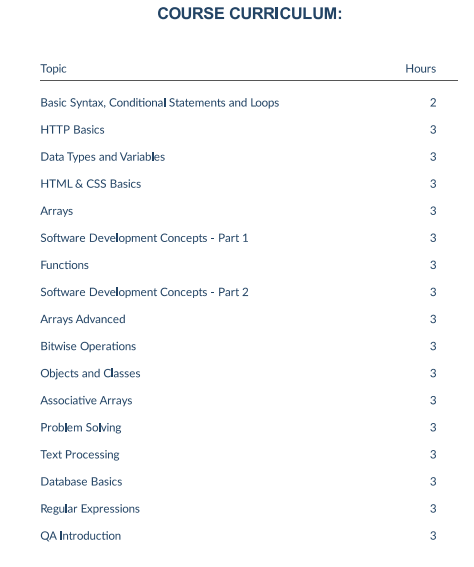 COURSE CURRICULUM:
Topic Hours
Basic Syntax, Conditional Statements and Loops 2
HTTP Basics 3
Data Types and Variables 3
HTML & CSS Basics 3
Arrays 3
Software Development Concepts - Part 1 3
Functions 3
Software Development Concepts - Part 2 3
Arrays Advanced 3
Bitwise Operations 3
Objects and Classes 3
Associative Arrays 3
Problem Solving 3
Text Processing 3
Database Basics 3
Regular Expressions 3
QA Introduction 3